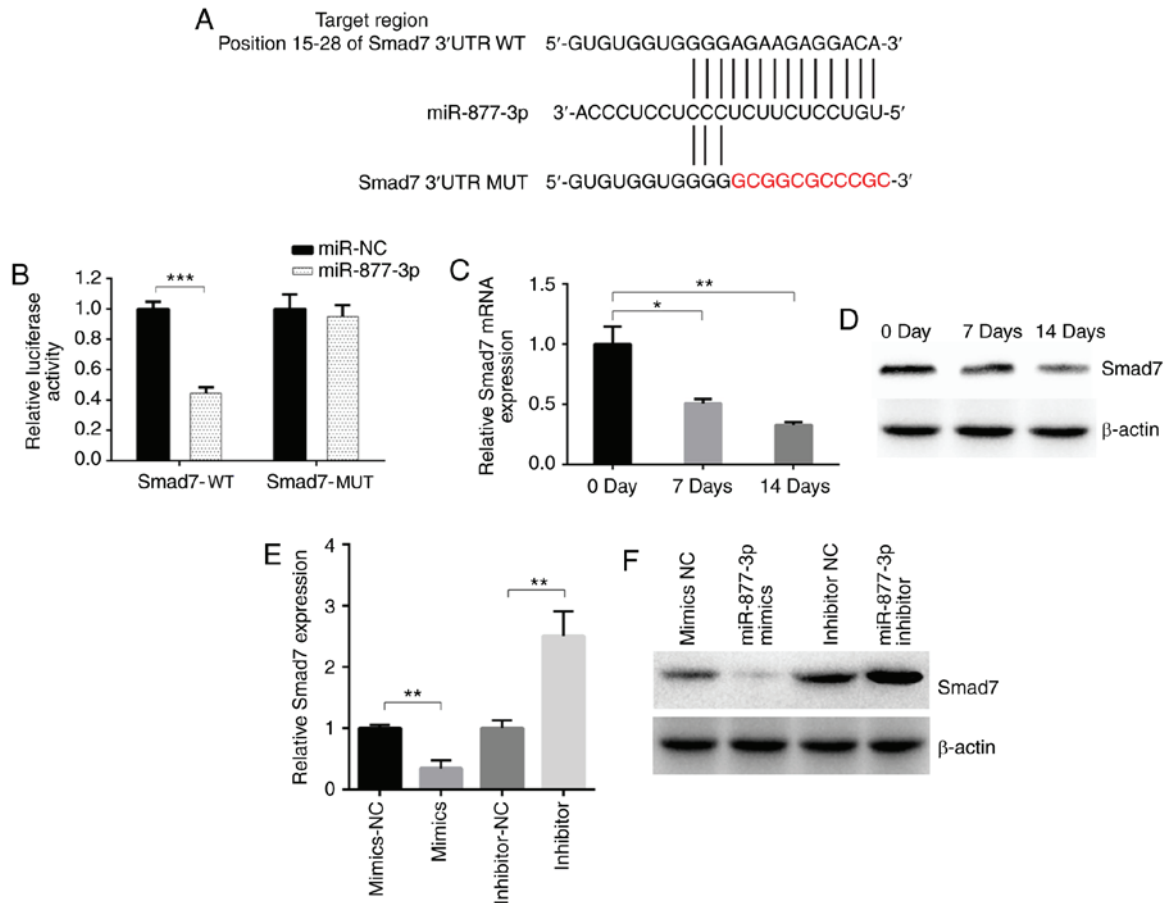 A
Target region
Position 15-28 of Smad7 3′UTR WT 5′-GUGUGGUGGGGAGAAGAGGACA-3′
miR-877-3p 3′-ACCCUCCUCCCUCUUCUCCUGU-5′
Smad7 3′UTR MUT 5′-GUGUGGUGGGGGCGGCGCCCGC-3′
B
miR-NC
miR-877-3p
Relative luciferase
activity
1.2
1.0
0.8
0.6
0.4
0.2
0.0
***
Smad7-WT Smad7-MUT
C
Relative Smad7 mRNA
expression
1.5
1.0
0.5
0.0
*
**
0 Day 7 Days 14 Days
D
0 Day 7 Days 14 Days
Smad7
β-actin
E
Relative Smad7 expression
4
3
2
1
0
**
**
Mimics-NC
Mimics
Inhibitor-NC
Inhibitor
F
Mimics NC
miR-877-3p
mimics
Inhibitor NC
miR-877-3p
inhibitor
Smad7
β-actin